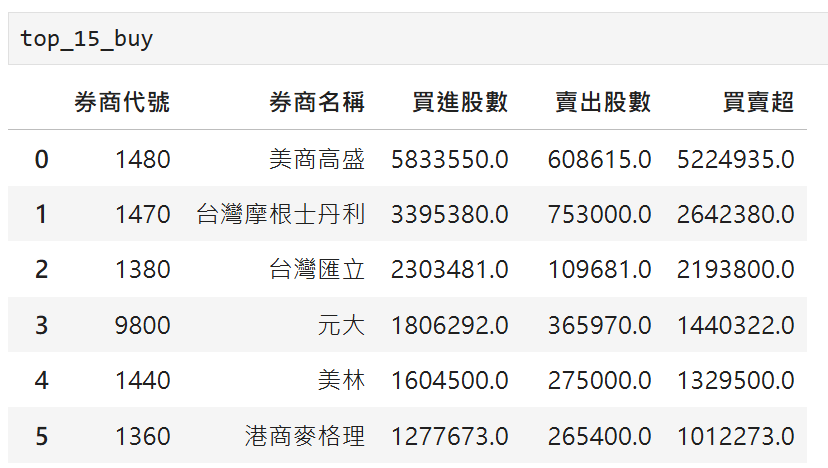 top_15_buy
券商代號 券商名稱 買進股數 賣出股數 買賣超
0 1480 美商高盛 5833550.0 608615.0 5224935.0
1 1470 台灣摩根士丹利 3395380.0 753000.0 2642380.0
2 1380 台灣匯立 2303481.0 109681.0 2193800.0
3 9800 元大 1806292.0 365970.0 1440322.0
4 1440 美林 1604500.0 275000.0 1329500.0
5 1360 港商麥格理 1277673.0 265400.0 1012273.0